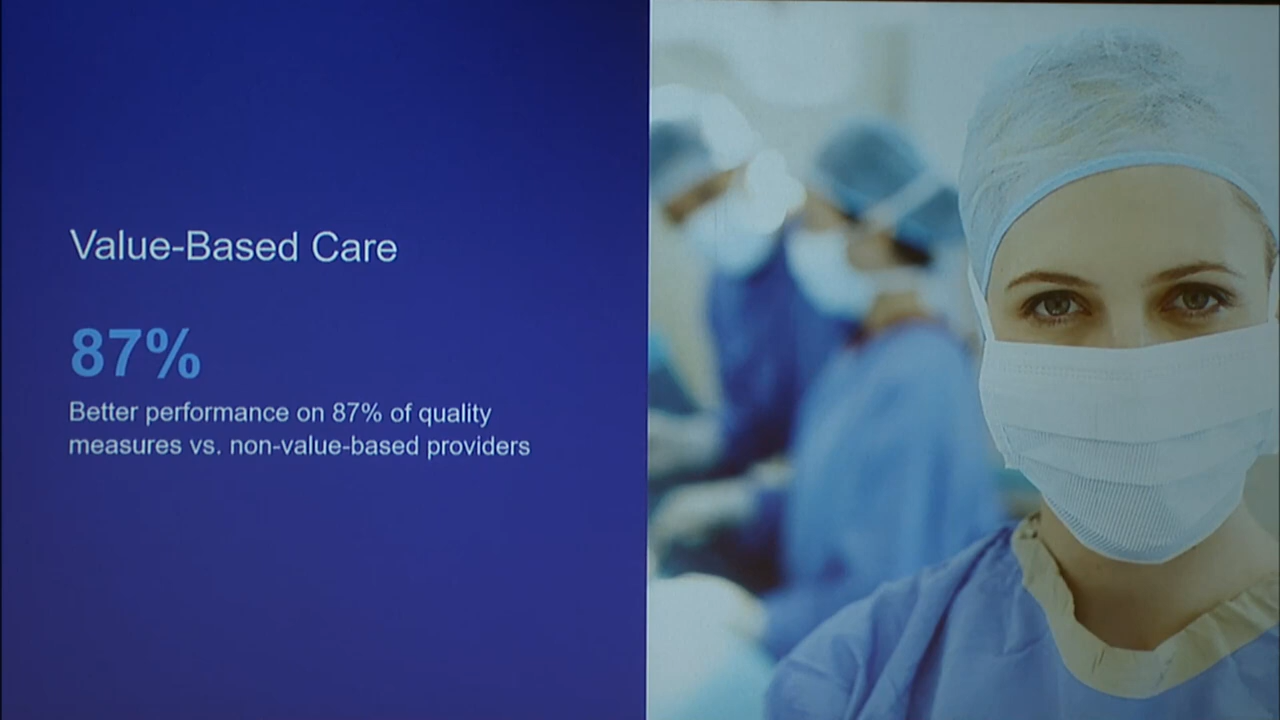 Value-Based Care
87%
Better performance on 87% of quality
measures vs. non-value-based providers